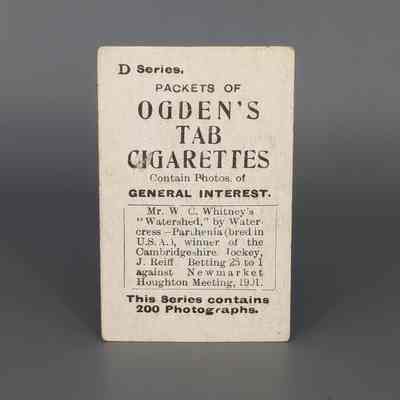 D Series.
PACKETS OF
OGDEN'S
TAB
CIGARETTES
Contain Photos. of
GENERAL INTEREST.
Mr. W. C. Whitney's
"Watershed," by Water-
cress—Parthenia (bred in
U.S.A.), winner of the
Cambridgeshire. Jockey,
J. Reiff. Betting 25 to 1
against Newmarket
Houghton Meeting, 1901.
This Series contains
200 Photographs.